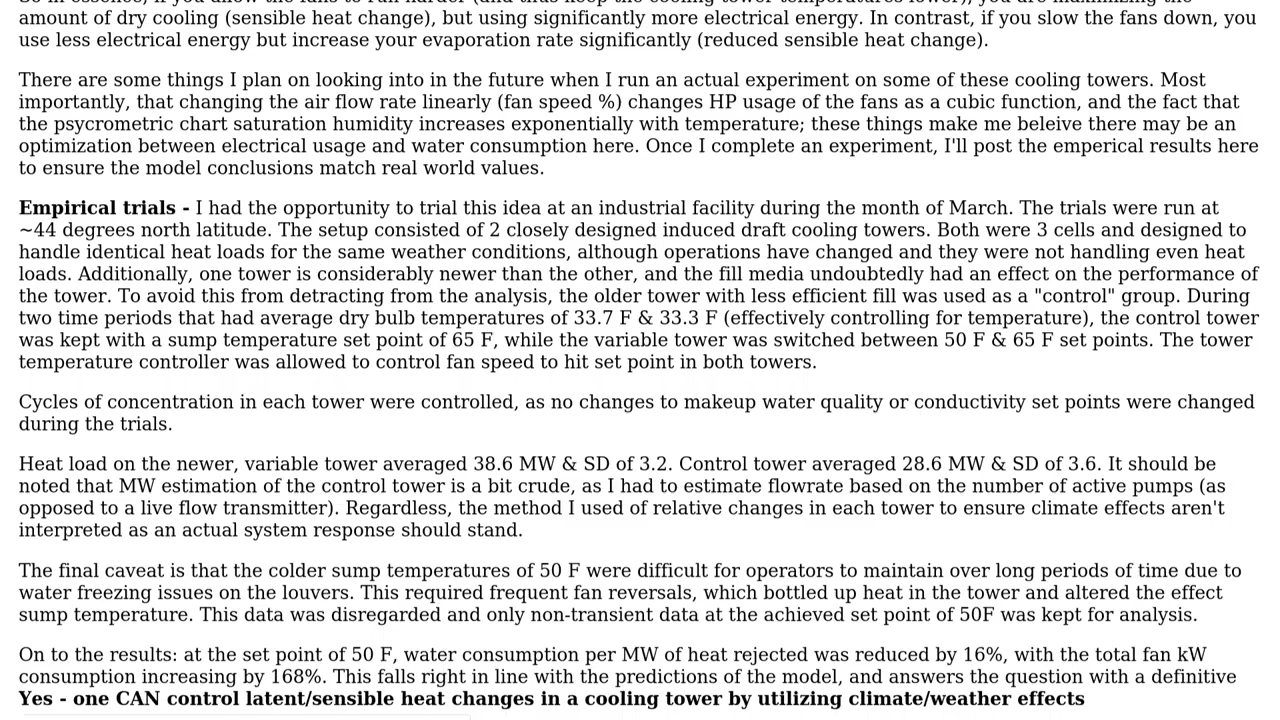 amount of dry cooling (sensible heat change), but using significantly more electrical energy. In contrast, if you slow the fans down, you
use less electrical energy but increase your evaporation rate significantly (reduced sensible heat change).
There are some things I plan on looking into in the future when I run an actual experiment on some of these cooling towers. Most
importantly, that changing the air flow rate linearly (fan speed %) changes HP usage of the fans as a cubic function, and the fact that
the psycrometric chart saturation humidity increases exponentially with temperature; these things make me beleive there may be an
optimization between electrical usage and water consumption here. Once I complete an experiment, I'll post the emperical results here
to ensure the model conclusions match real world values.
Empirical trials - I had the opportunity to trial this idea at an industrial facility during the month of March. The trials were run at
~44 degrees north latitude. The setup consisted of 2 closely designed induced draft cooling towers. Both were 3 cells and designed to
handle identical heat loads for the same weather conditions, although operations have changed and they were not handling even heat
loads. Additionally, one tower is considerably newer than the other, and the fill media undoubtedly had an effect on the performance of
the tower. To avoid this from detracting from the analysis, the older tower with less efficient fill was used as a "control" group. During
two time periods that had average dry bulb temperatures of 33.7 F & 33.3 F (effectively controlling for temperature), the control tower
was kept with a sump temperature set point of 65 F, while the variable tower was switched between 50 F & 65 F set points. The tower
temperature controller was allowed to control fan speed to hit set point in both towers.
Cycles of concentration in each tower were controlled, as no changes to makeup water quality or conductivity set points were changed
during the trials.
Heat load on the newer, variable tower averaged 38.6 MW & SD of 3.2. Control tower averaged 28.6 MW & SD of 3.6. It should be
noted that MW estimation of the control tower is a bit crude, as I had to estimate flowrate based on the number of active pumps (as
opposed to a live flow transmitter). Regardless, the method I used of relative changes in each tower to ensure climate effects aren't
interpreted as an actual system response should stand.
The final caveat is that the colder sump temperatures of 50 F were difficult for operators to maintain over long periods of time due to
water freezing issues on the louvers. This required frequent fan reversals, which bottled up heat in the tower and altered the effect
sump temperature. This data was disregarded and only non-transient data at the achieved set point of 50F was kept for analysis.
On to the results: at the set point of 50 F, water consumption per MW of heat rejected was reduced by 16%, with the total fan kW
consumption increasing by 168%. This falls right in line with the predictions of the model, and answers the question with a definitive
Yes - one CAN control latent/sensible heat changes in a cooling tower by utilizing climate/weather effects